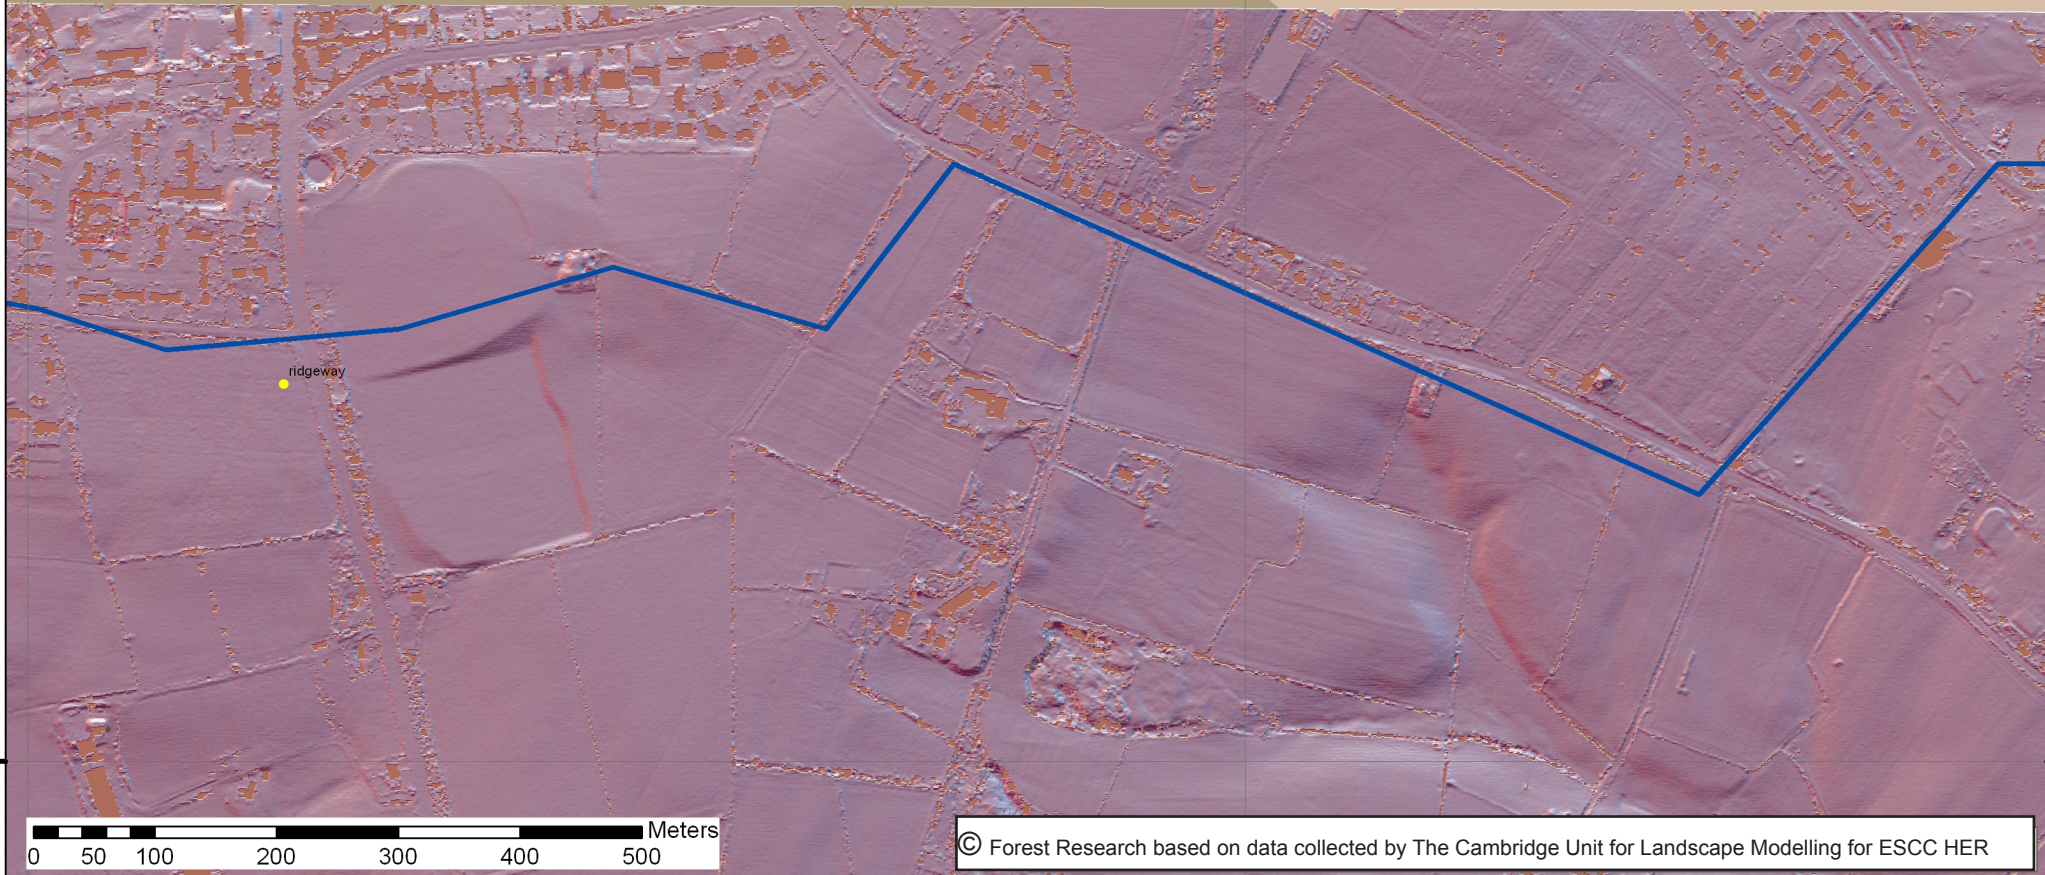 ridgeway
Meters
0 50 100 200 300 400 500
© Forest Research based on data collected by The Cambridge Unit for Landscape Modelling for ESCC HER